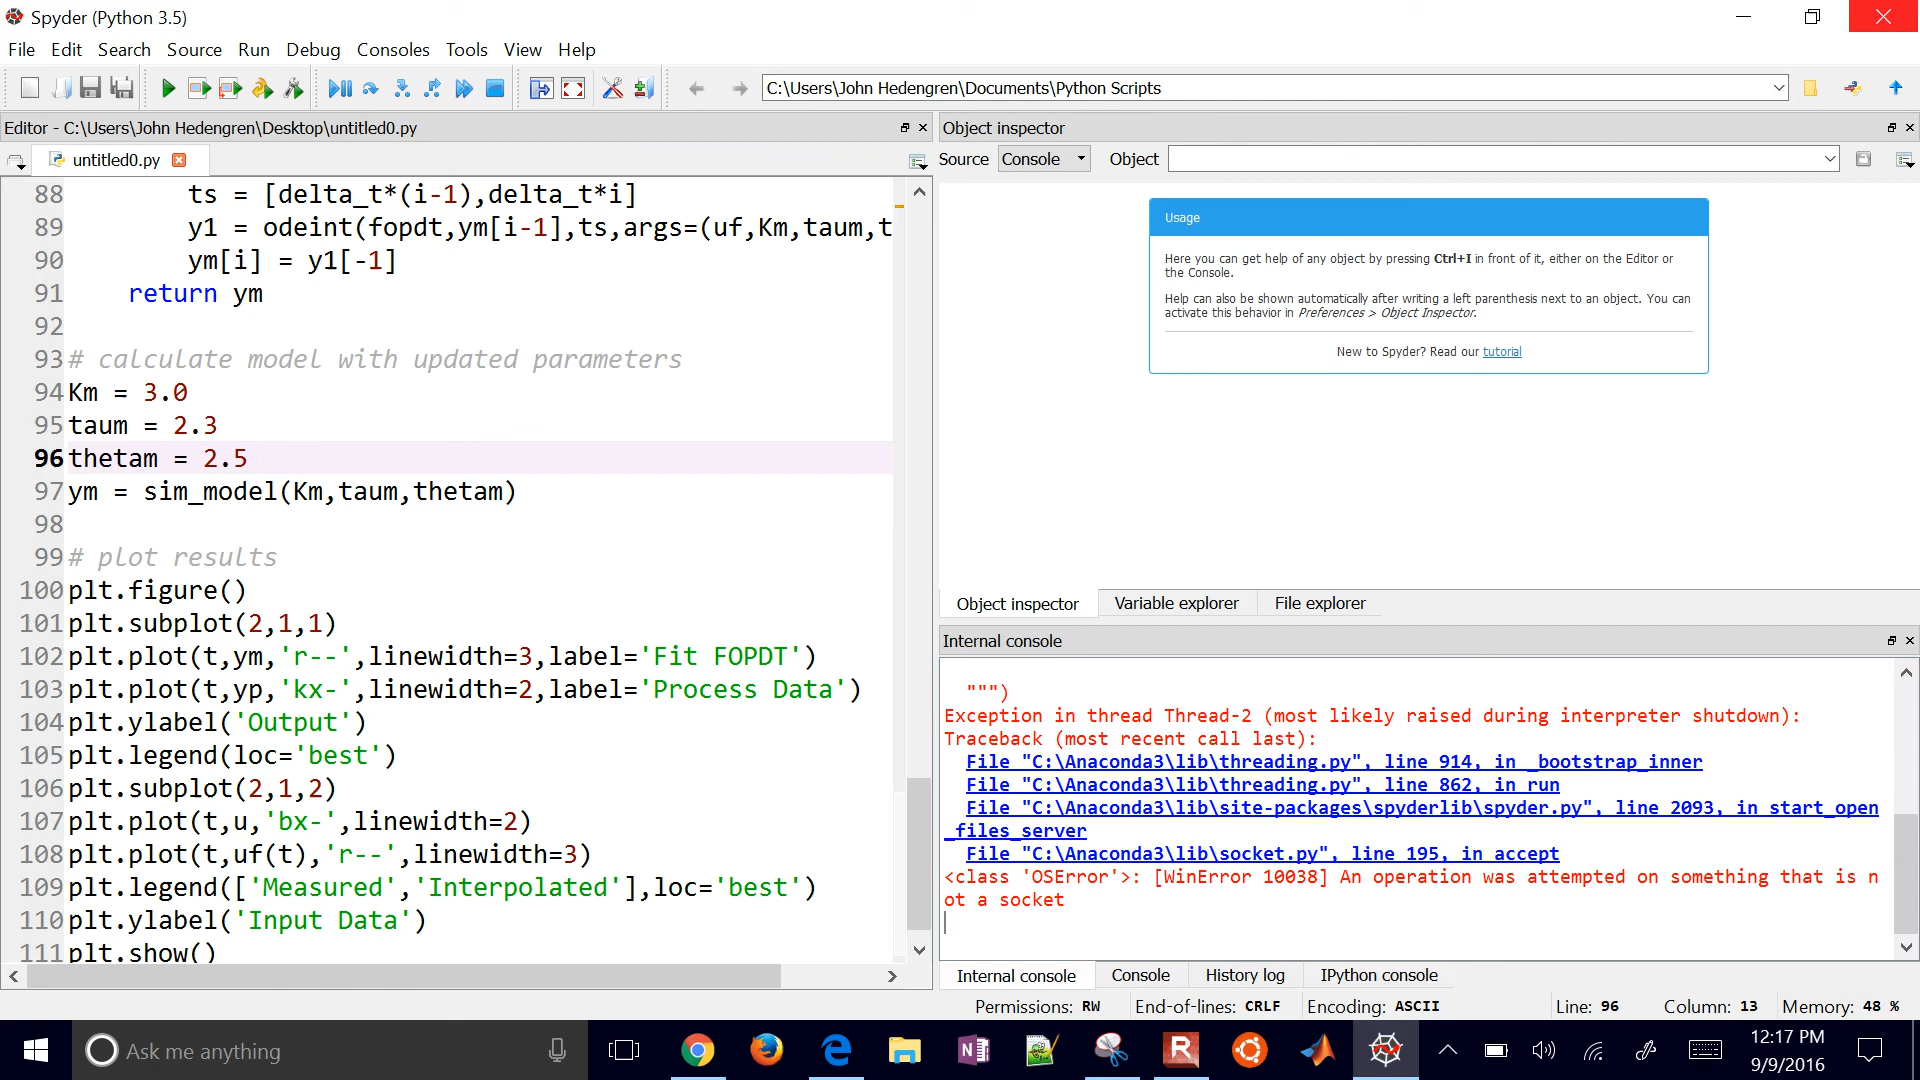 Spyder (Python 3.5)
File Edit Search Source Run Debug Consoles Tools View Help
C:\Users\John Hedengren\Documents\Python Scripts
Editor - C:\Users\John Hedengren\Desktop\untitled0.py
untitled0.py
88 ts = [delta_t*(i-1),delta_t*i]
89 y1 = odeint(fopdt,ym[i-1],ts,args=(uf,Km,taum,t
90 ym[i] = y1[-1]
91 return ym
92
93 # calculate model with updated parameters
94 Km = 3.0
95 taum = 2.3
96 thetam = 2.5
97 ym = sim_model(Km,taum,thetam)
98
99 # plot results
100 plt.figure()
101 plt.subplot(2,1,1)
102 plt.plot(t,ym,'r--',linewidth=3,label='Fit FOPDT')
103 plt.plot(t,yp,'kx-',linewidth=2,label='Process Data')
104 plt.ylabel('Output')
105 plt.legend(loc='best')
106 plt.subplot(2,1,2)
107 plt.plot(t,u,'bx-',linewidth=2)
108 plt.plot(t,uf(t),'r--',linewidth=3)
109 plt.legend(['Measured','Interpolated'],loc='best')
110 plt.ylabel('Input Data')
111 plt.show()
Object inspector
Source Console Object
Usage
Here you can get help of any object by pressing Ctrl+I in front of it, either on the Editor or
the Console.
Help can also be shown automatically after writing a left parenthesis next to an object. You can
activate this behavior in Preferences > Object Inspector.
New to Spyder? Read our tutorial
Object inspector Variable explorer File explorer
Internal console
""")
Exception in thread Thread-2 (most likely raised during interpreter shutdown):
Traceback (most recent call last):
File "C:\Anaconda3\lib\threading.py", line 914, in _bootstrap_inner
File "C:\Anaconda3\lib\threading.py", line 862, in run
File "C:\Anaconda3\lib\site-packages\spyderlib\spyder.py", line 2093, in start_open
_files_server
File "C:\Anaconda3\lib\socket.py", line 195, in accept
<class 'OSError'>: [WinError 10038] An operation was attempted on something that is n
ot a socket
Internal console Console History log IPython console
Permissions: RW End-of-lines: CRLF Encoding: ASCII Line: 96 Column: 13 Memory: 48 %
Ask me anything
12:17 PM
9/9/2016